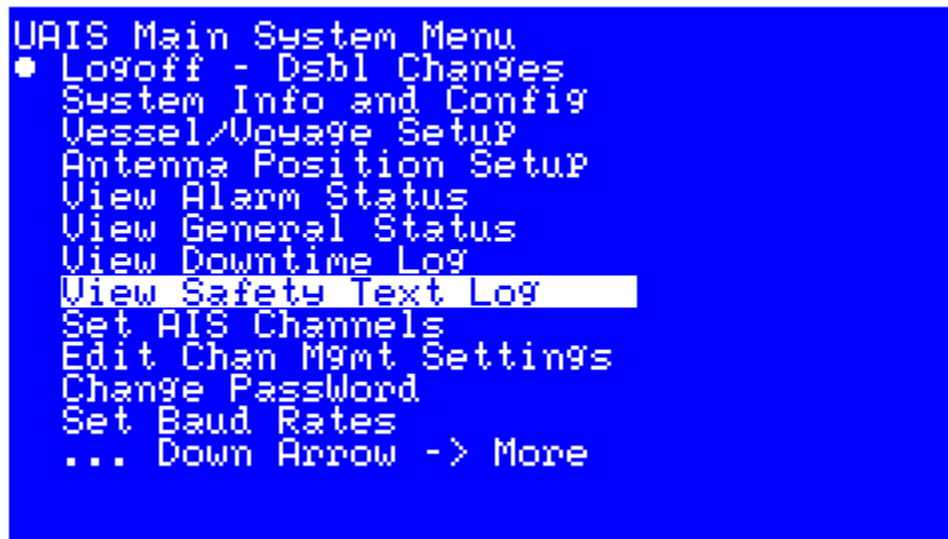 UAIS Main System Menu
• Logoff - Dsbl Changes
System Info and Config
Vessel/Voyage Setup
Antenna Position Setup
View Alarm Status
View General Status
View Downtime Log
View Safety Text Log
Set AIS Channels
Edit Chan Mgmt Settings
Change PassWord
Set Baud Rates
... Down Arrow -> More